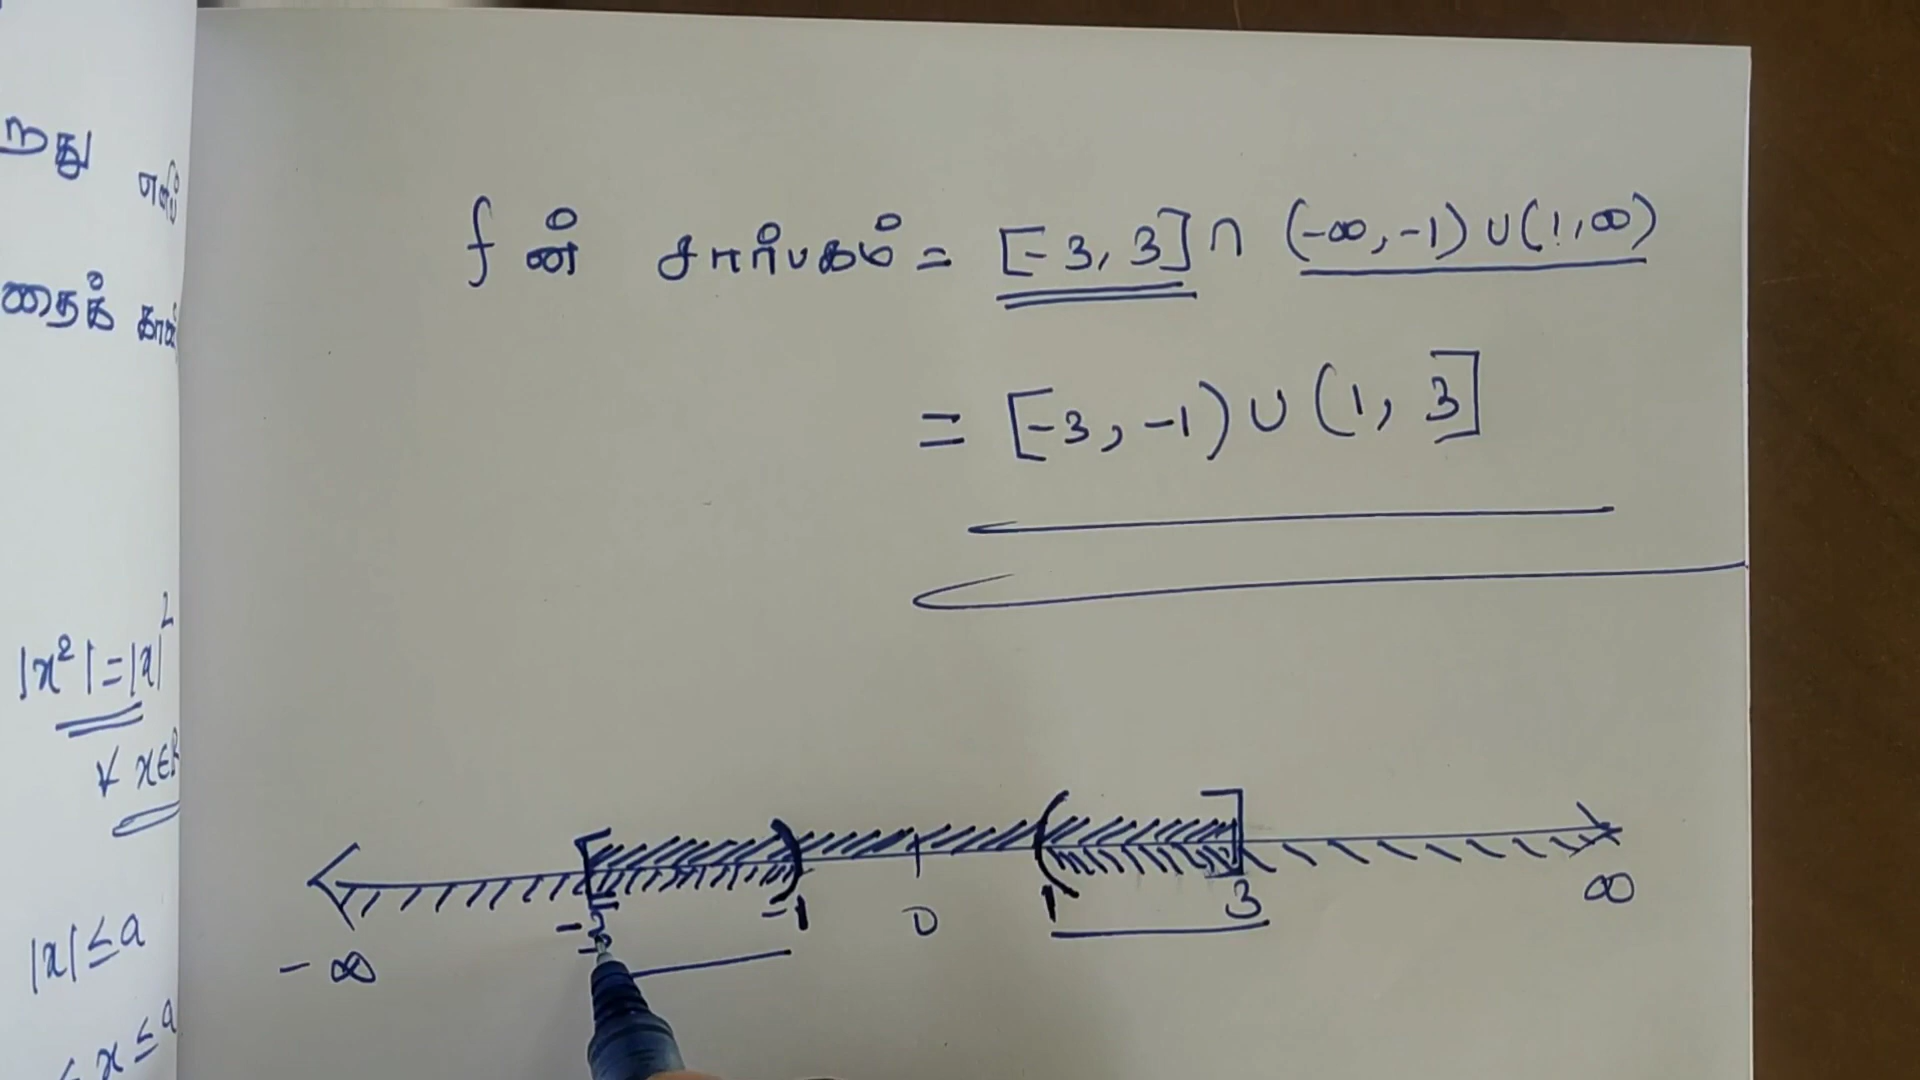 f ன் சார்பகம் = [-3, 3] ∩ (-∞, -1) ∪ (1, ∞)
= [-3, -1) ∪ (1, 3]
|x²| = |x|²
∀ x∈R
|x| ≤ a
x ≤ a
-∞ -3 -1 0 1 3 ∞